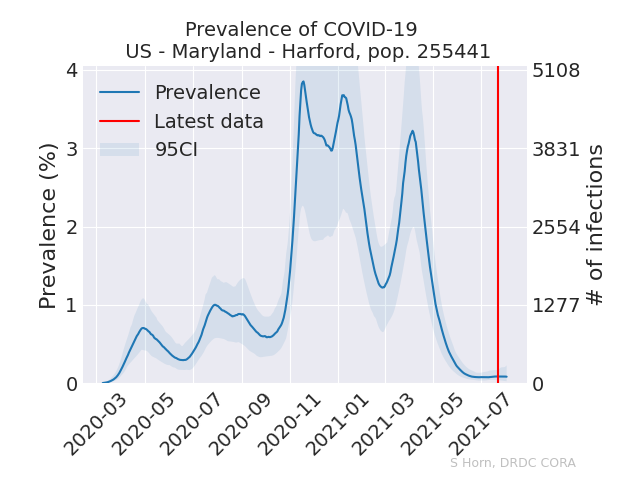 Prevalence of COVID-19
US - Maryland - Harford, pop. 255441
Prevalence (%)
4
3
2
1
0
Prevalence
Latest data
95CI
5108
3831
2554
1277
0
# of infections
2020-03
2020-05
2020-07
2020-09
2020-11
2021-01
2021-03
2021-05
2021-07
S Horn, DRDC CORA